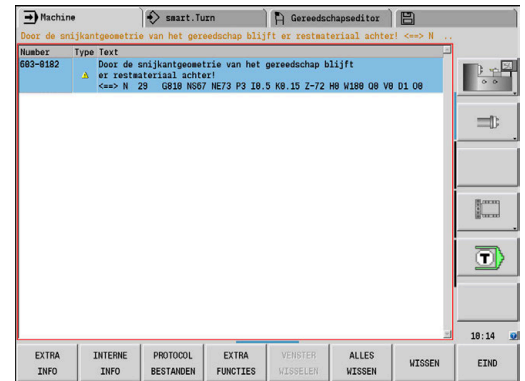 Machine
smart.Turn
Gereedschapseditor
Door de snijkantgeometrie van het gereedschap blijft er restmateriaal achter! <==> N ..
Number Type Text
603-0182 Door de snijkantgeometrie van het gereedschap blijft
er restmateriaal achter!
<==> N 29 G810 NS67 NE73 P3 I0.5 K0.15 Z-72 H0 W180 Q0 V0 D1 O0
T
10:14
EXTRA INFO
INTERNE INFO
PROTOCOL BESTANDEN
EXTRA FUNCTIES
VENSTER WISSELEN
ALLES WISSEN
WISSEN
EIND